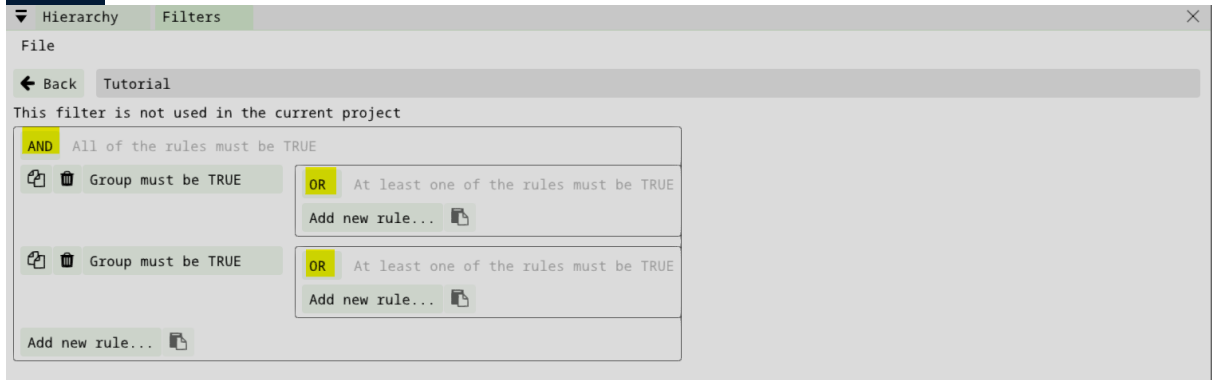 Hierarchy Filters
File
Back Tutorial
This filter is not used in the current project
AND All of the rules must be TRUE
Group must be TRUE OR At least one of the rules must be TRUE
Add new rule...
Group must be TRUE OR At least one of the rules must be TRUE
Add new rule...
Add new rule...